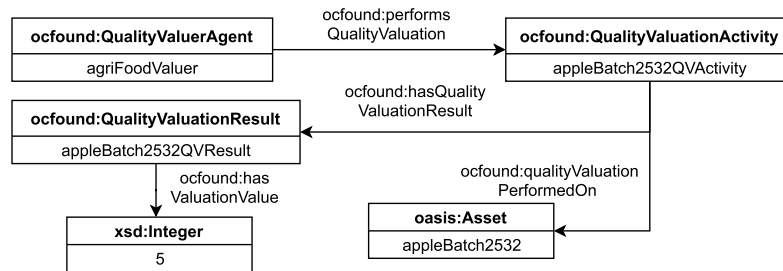 ocfound:performs
QualityValuation
ocfound:QualityValuerAgent
agriFoodValuer
ocfound:QualityValuationActivity
appleBatch2532QVActivity
ocfound:hasQuality
ValuationResult
ocfound:QualityValuationResult
appleBatch2532QVResult
ocfound:has
ValuationValue
ocfound:qualityValuation
PerformedOn
xsd:Integer
5
oasis:Asset
appleBatch2532